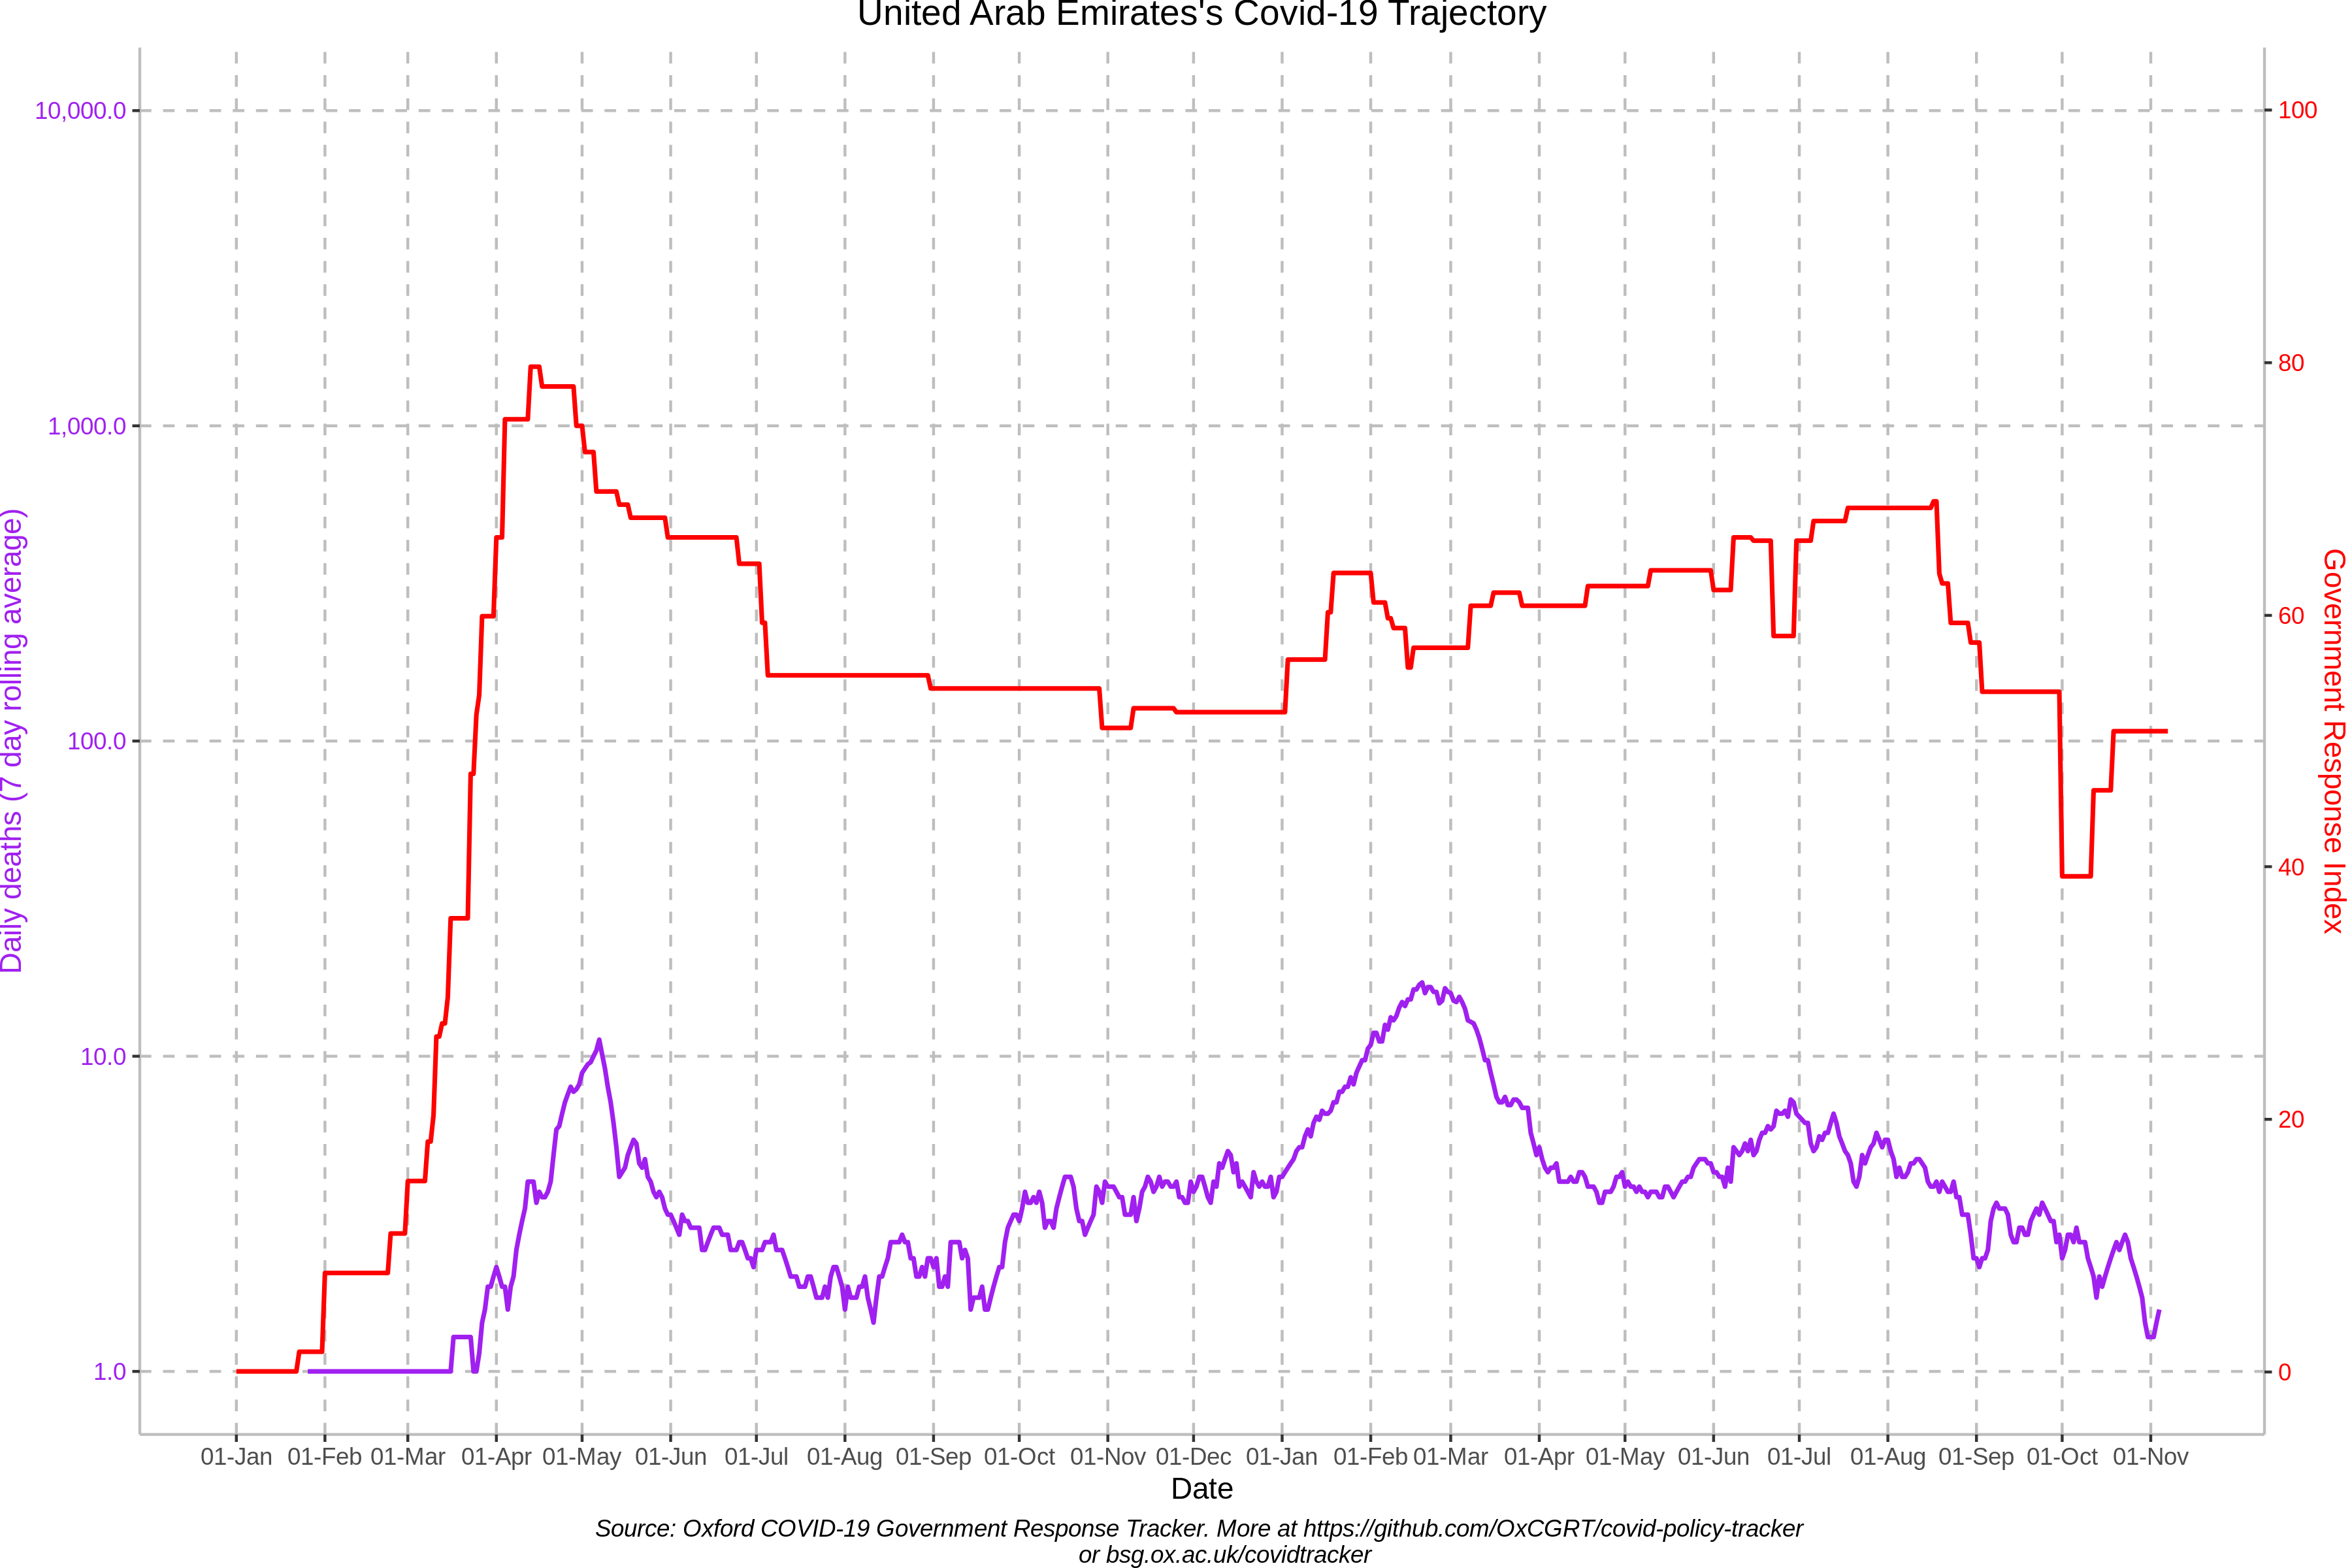 United Arab Emirates's Covid-19 Trajectory
10,000.0
1,000.0
100.0
10.0
1.0
Daily deaths (7 day rolling average)
100
80
60
40
20
0
Government Response Index
01-Jan 01-Feb 01-Mar 01-Apr 01-May 01-Jun 01-Jul 01-Aug 01-Sep 01-Oct 01-Nov 01-Dec 01-Jan 01-Feb 01-Mar 01-Apr 01-May 01-Jun 01-Jul 01-Aug 01-Sep 01-Oct 01-Nov
Date
Source: Oxford COVID-19 Government Response Tracker. More at https://github.com/OxCGRT/covid-policy-tracker
or bsg.ox.ac.uk/covidtracker